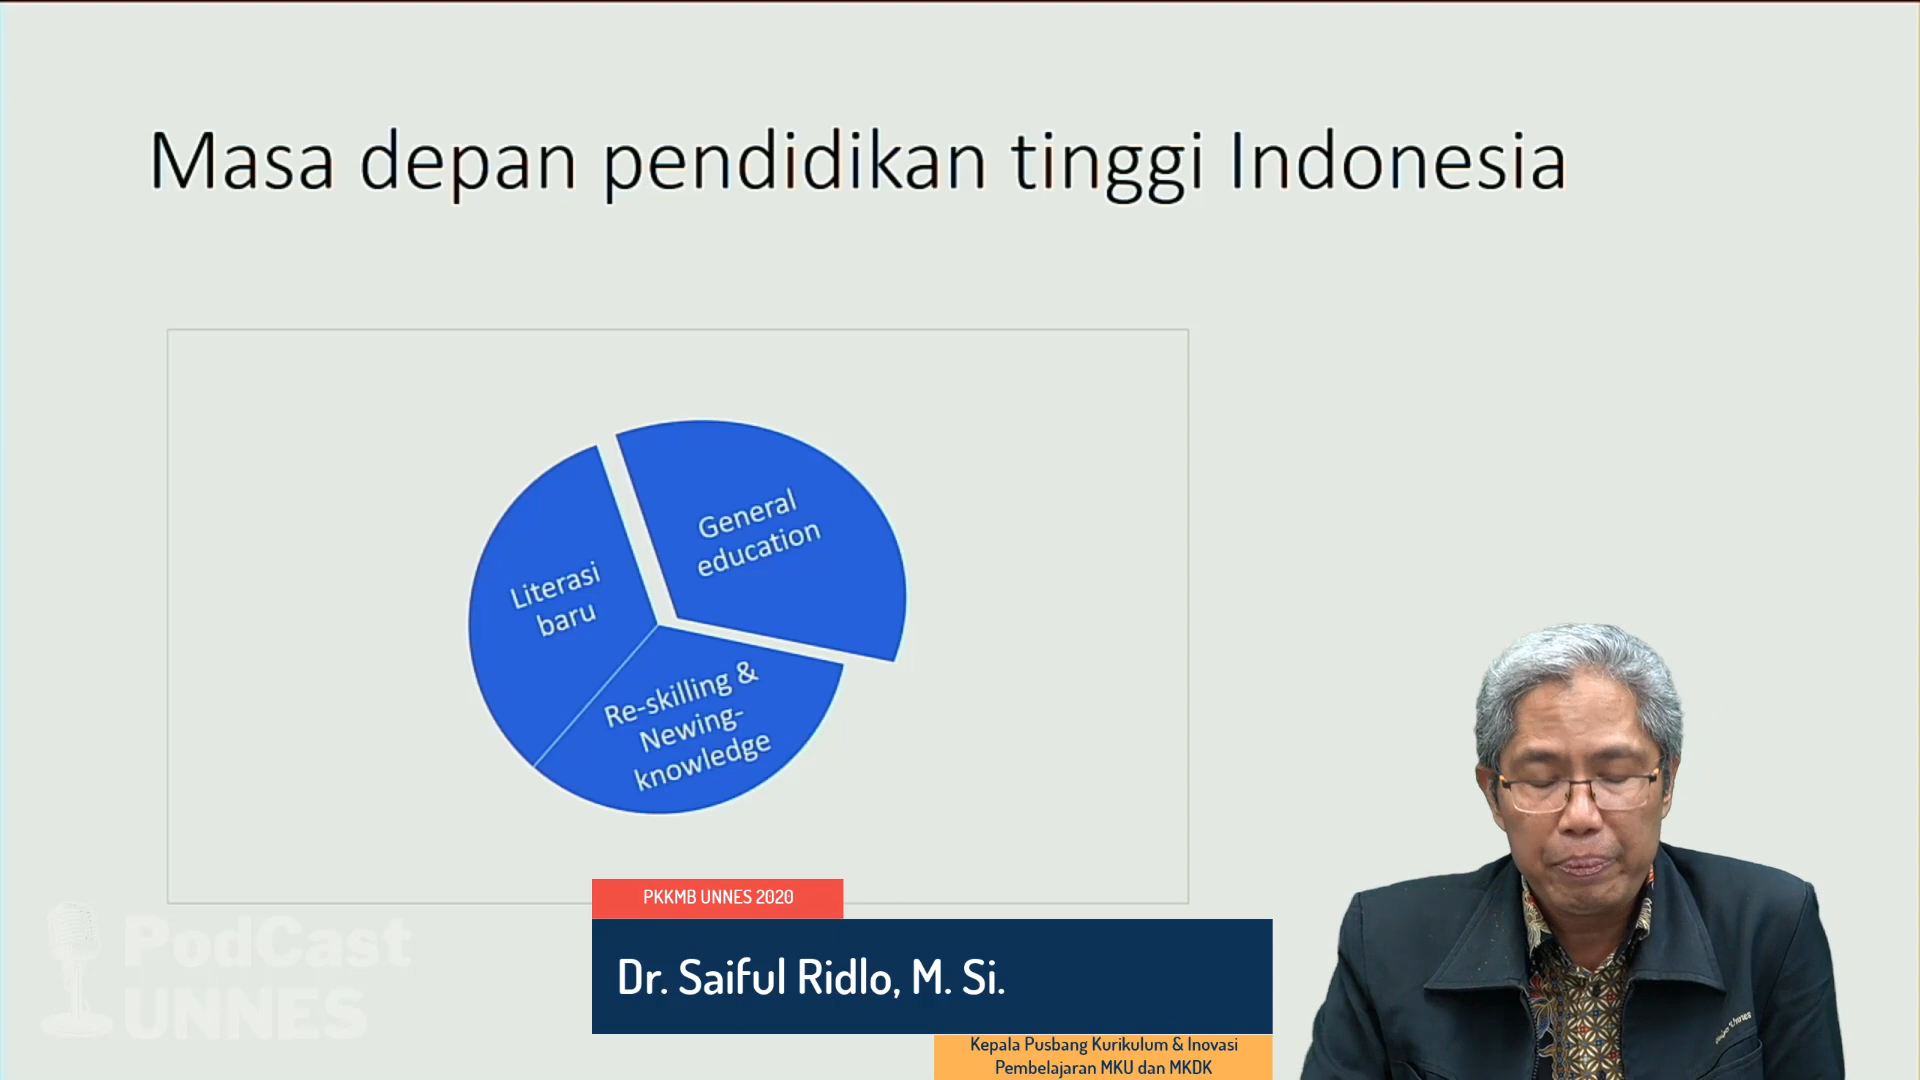 Masa depan pendidikan tinggi Indonesia
General
education
Literasi
baru
Re-skilling &
Newing-
knowledge
PKKMB UNNES 2020
Dr. Saiful Ridlo, M. Si.
Kepala Pusbang Kurikulum & Inovasi
Pembelajaran MKU dan MKDK
PodCast
UNNES